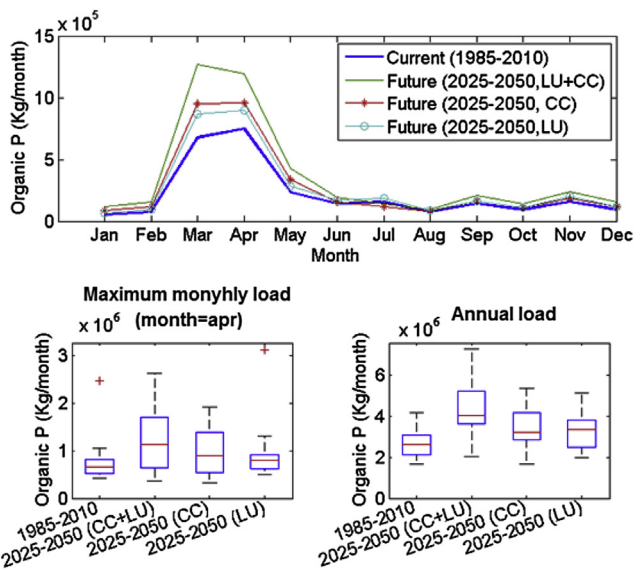 x 10^5
15
10
5
0
Organic P (Kg/month)
Current (1985-2010)
Future (2025-2050,LU+CC)
Future (2025-2050, CC)
Future (2025-2050,LU)
Jan Feb Mar Apr May Jun Jul Aug Sep Oct Nov Dec
Month
Maximum monyhly load
(month=apr)
x 10^6
3
2
1
0
Organic P (Kg/month)
1985-2010
2025-2050 (CC+LU)
2025-2050 (CC)
2025-2050 (LU)
Annual load
x 10^6
6
4
2
0
Organic P (Kg/month)
1985-2010
2025-2050 (CC+LU)
2025-2050 (CC)
2025-2050 (LU)